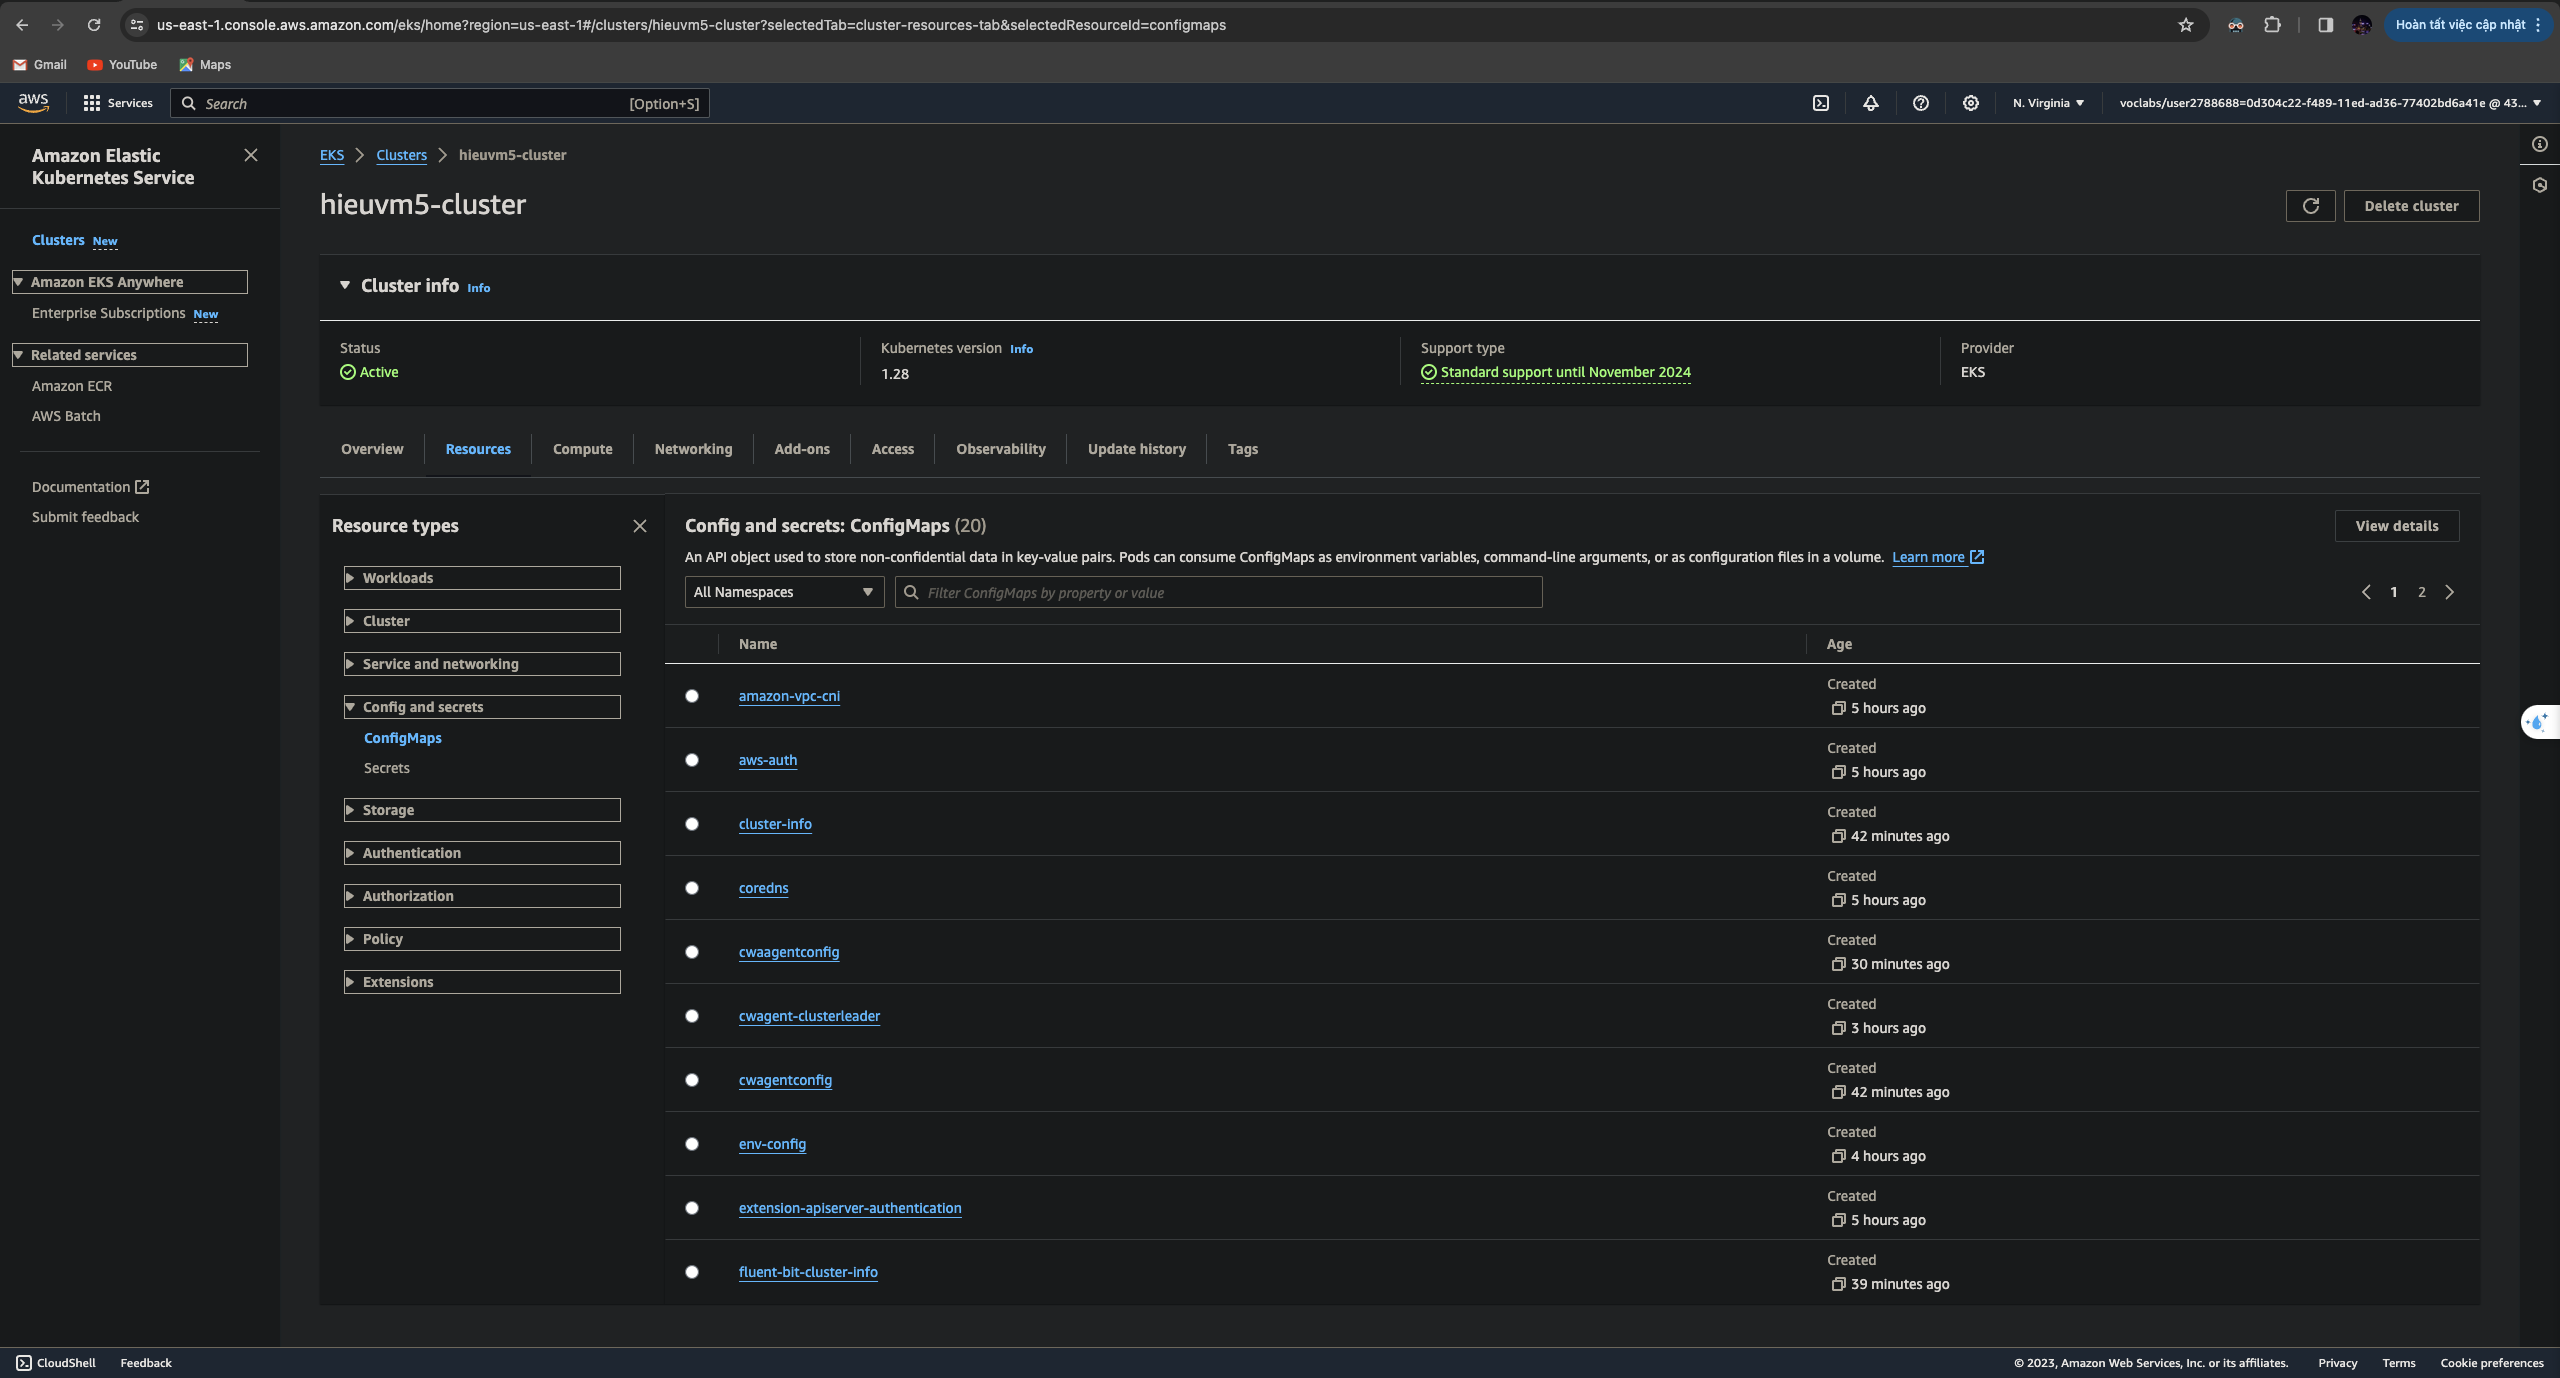 us-east-1.console.aws.amazon.com/eks/home?region=us-east-1#/clusters/hieuvm5-cluster?selectedTab=cluster-resources-tab&selectedResourceId=configmaps
Hoàn tất việc cập nhật
Gmail
YouTube
Maps
aws
Services
Search
[Option+S]
N. Virginia
voclabs/user2788688=0d304c22-f489-11ed-ad36-77402bd6a41e @ 43...
Amazon Elastic
Kubernetes Service
Clusters New
Amazon EKS Anywhere
Enterprise Subscriptions New
Related services
Amazon ECR
AWS Batch
Documentation
Submit feedback
EKS
Clusters
hieuvm5-cluster
hieuvm5-cluster
Delete cluster
Cluster info Info
Status
Active
Kubernetes version Info
1.28
Support type
Standard support until November 2024
Provider
EKS
Overview
Resources
Compute
Networking
Add-ons
Access
Observability
Update history
Tags
Resource types
Workloads
Cluster
Service and networking
Config and secrets
ConfigMaps
Secrets
Storage
Authentication
Authorization
Policy
Extensions
Config and secrets: ConfigMaps (20)
View details
An API object used to store non-confidential data in key-value pairs. Pods can consume ConfigMaps as environment variables, command-line arguments, or as configuration files in a volume. Learn more
All Namespaces
Filter ConfigMaps by property or value
1
2
Name
Age
amazon-vpc-cni
Created
5 hours ago
aws-auth
Created
5 hours ago
cluster-info
Created
42 minutes ago
coredns
Created
5 hours ago
cwaagentconfig
Created
30 minutes ago
cwagent-clusterleader
Created
3 hours ago
cwagentconfig
Created
42 minutes ago
env-config
Created
4 hours ago
extension-apiserver-authentication
Created
5 hours ago
fluent-bit-cluster-info
Created
39 minutes ago
CloudShell
Feedback
© 2023, Amazon Web Services, Inc. or its affiliates.
Privacy
Terms
Cookie preferences